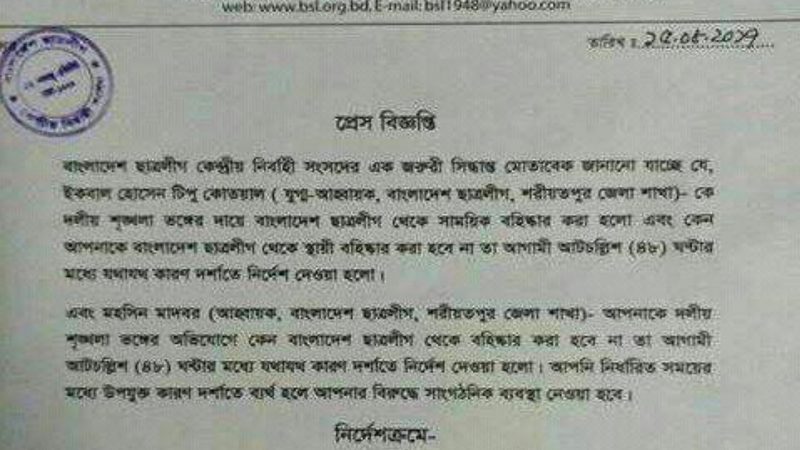 web: www.bsl.org.bd, E-mail: bsl1948@yahoo.com
তারিখ :
প্রেস বিজ্ঞপ্তি
বাংলাদেশ ছাত্রলীগ কেন্দ্রীয় নির্বাহী সংসদের এক জরুরী সিদ্ধান্ত মোতাবেক জানানো যাচ্ছে যে,
ইকবাল হোসেন টিপু কোতয়াল ( যুগ্ম-আহ্বায়ক, বাংলাদেশ ছাত্রলীগ, শরীয়তপুর জেলা শাখা)- কে
দলীয় শৃঙ্খলা ভঙ্গের দায়ে বাংলাদেশ ছাত্রলীগ থেকে সাময়িক বহিষ্কার করা হলো এবং কেন
আপনাকে বাংলাদেশ ছাত্রলীগ থেকে স্থায়ী বহিষ্কার করা হবে না তা আগামী আটচল্লিশ (৪৮) ঘন্টার
মধ্যে যথাযথ কারণ দর্শাতে নির্দেশ দেওয়া হলো।
এবং মহসিন মাদবর (আহ্বায়ক, বাংলাদেশ ছাত্রলীগ, শরীয়তপুর জেলা শাখা)- আপনাকে দলীয়
শৃঙ্খলা ভঙ্গের অভিযোগে কেন বাংলাদেশ ছাত্রলীগ থেকে বহিষ্কার করা হবে না তা আগামী
আটচল্লিশ (৪৮) ঘন্টার মধ্যে যথাযথ কারণ দর্শাতে নির্দেশ দেওয়া হলো। আপনি নির্ধারিত সময়ের
মধ্যে উপযুক্ত কারণ দর্শাতে ব্যর্থ হলে আপনার বিরুদ্ধে সাংগঠনিক ব্যবস্থা নেওয়া হবে।
নির্দেশক্রমে-